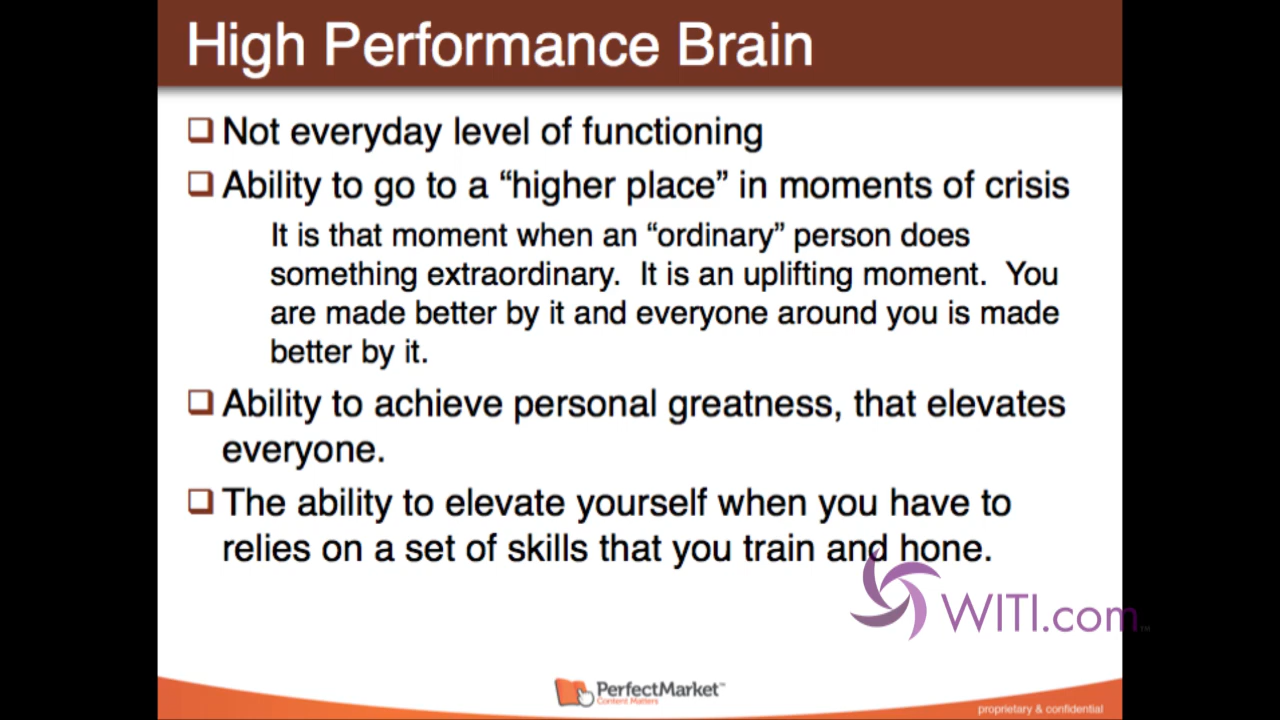 High Performance Brain
Not everyday level of functioning
Ability to go to a “higher place” in moments of crisis
It is that moment when an “ordinary” person does
something extraordinary.  It is an uplifting moment.  You
are made better by it and everyone around you is made
better by it.
Ability to achieve personal greatness, that elevates
everyone.
The ability to elevate yourself when you have to
relies on a set of skills that you train and hone.
WITI.com™
PerfectMarket™
Content Matters
proprietary & confidential